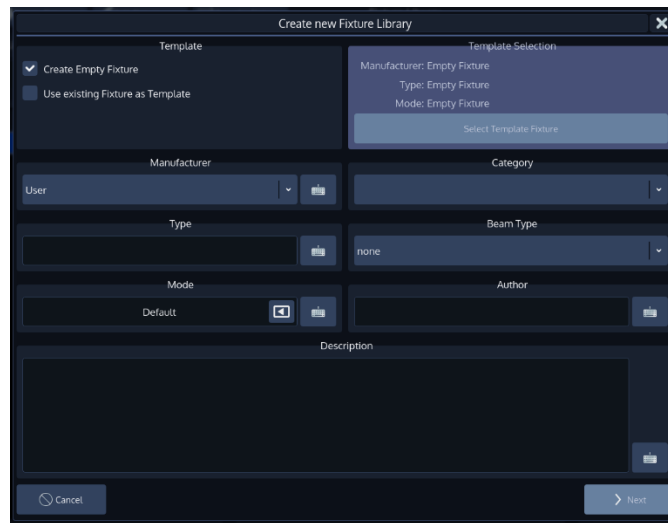 Create new Fixture Library
Template
Create Empty Fixture
Use existing Fixture as Template
Template Selection
Manufacturer: Empty Fixture
Type: Empty Fixture
Mode: Empty Fixture
Select Template Fixture
Manufacturer
User
Category
Type
Beam Type
none
Mode
Default
Author
Description
Cancel
Next